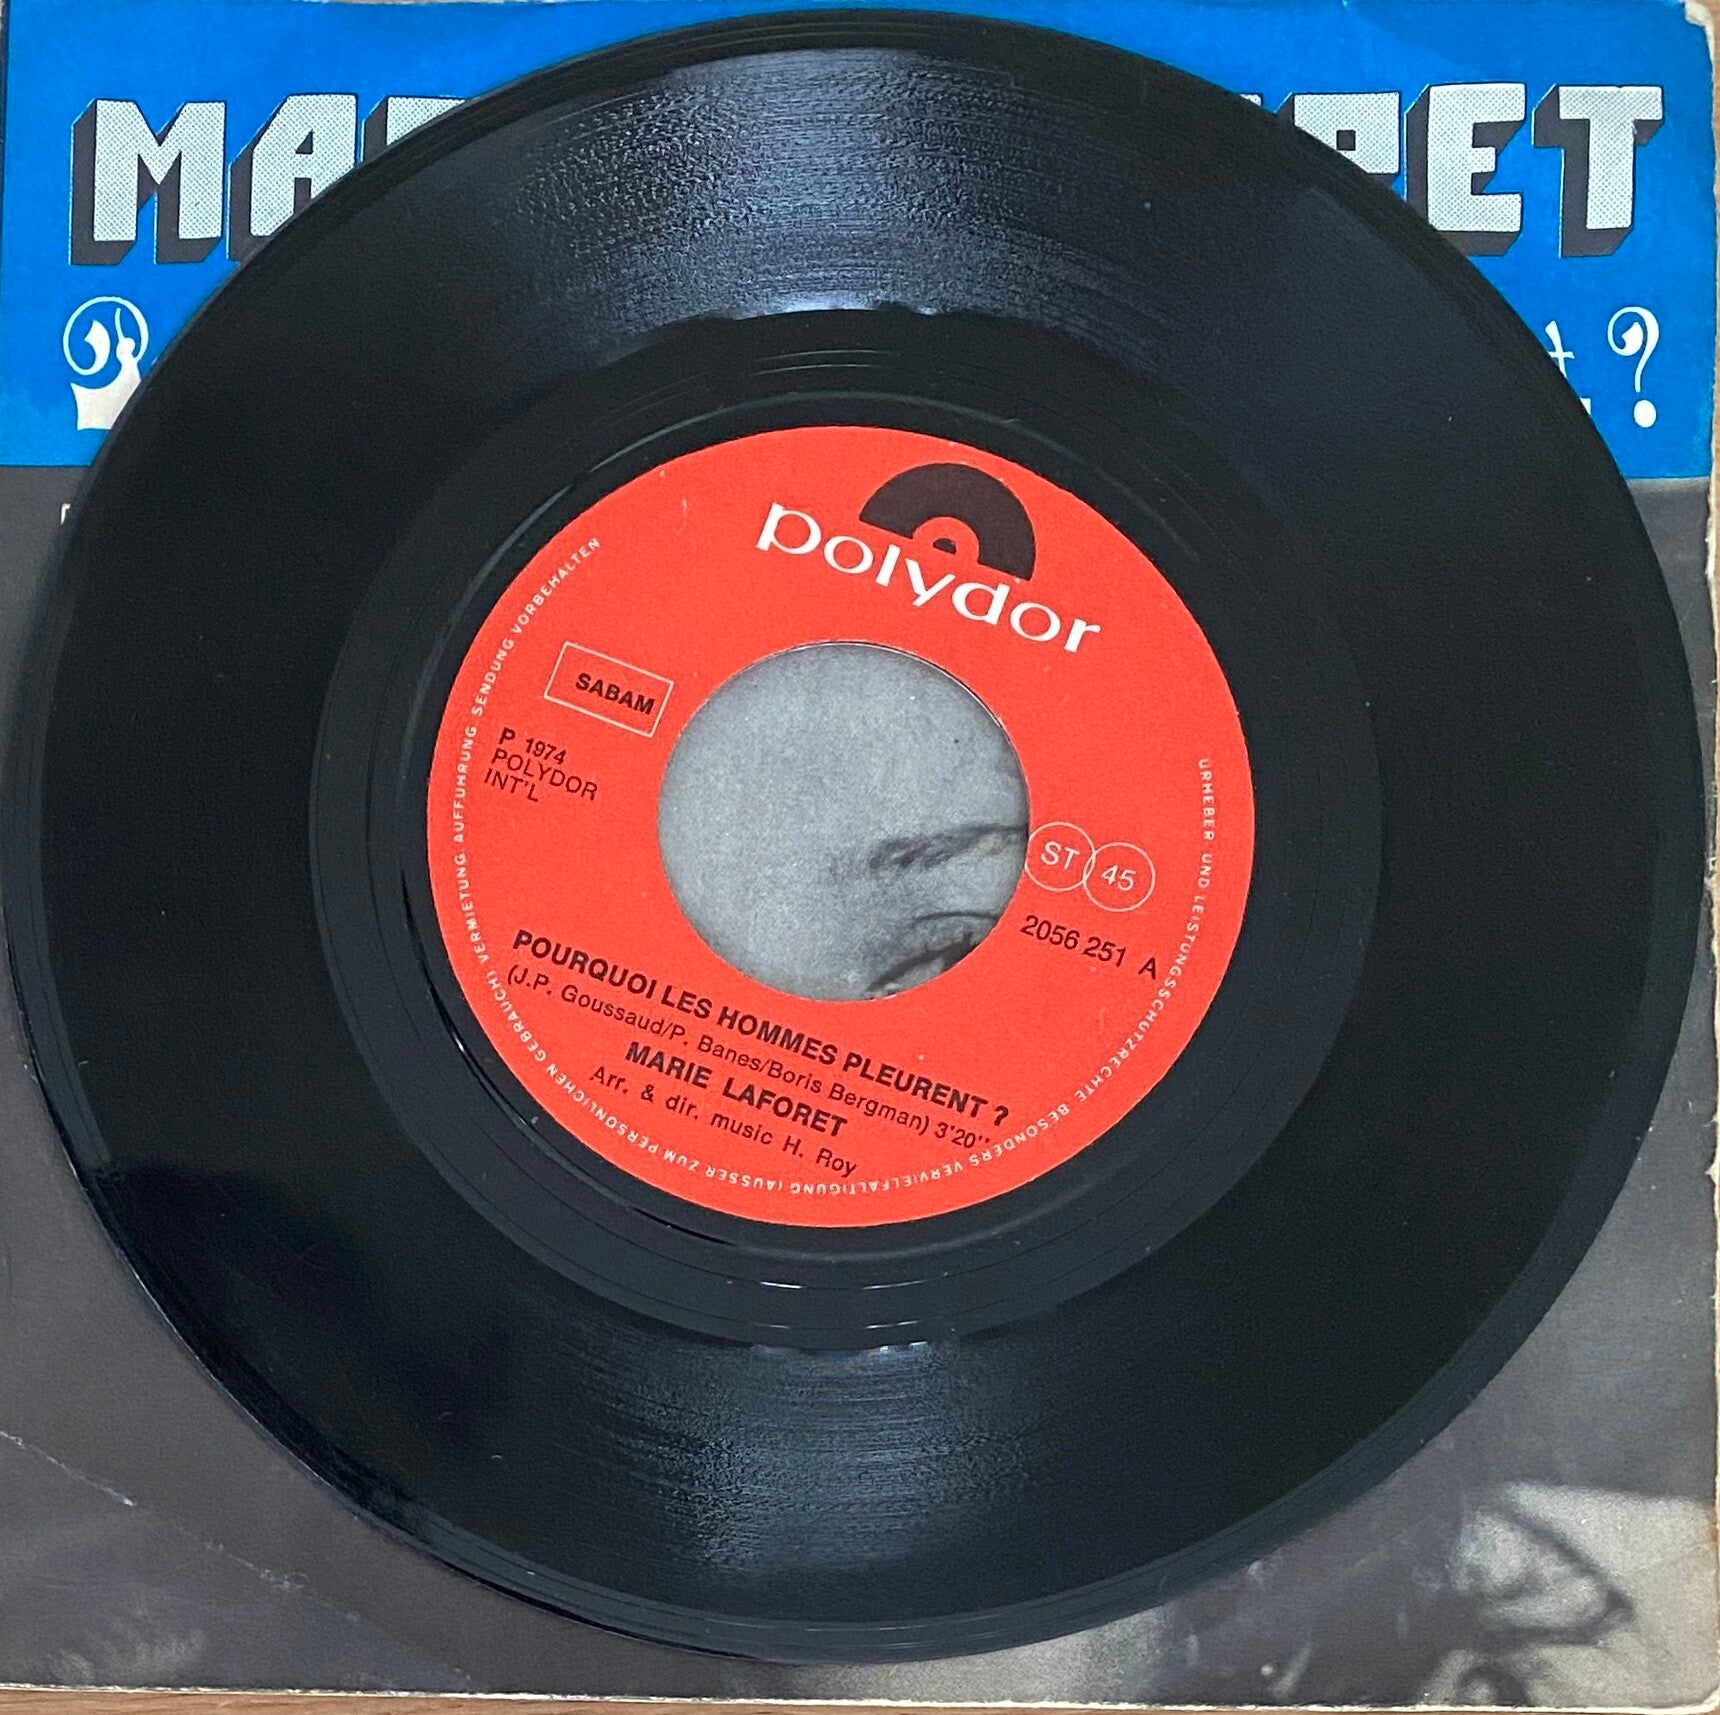 MA
RET
?
polydor
SABAM
P 1974
POLYDOR
INT'L
ST 45
2056 251 A
POURQUOI LES HOMMES PLEURENT ?
(J.P. Goussaud/P. Banes/Boris Bergman) 3'20''
MARIE LAFORET
Arr. & dir. music H. Roy
URHEBER UND LEISTUNGSSCHUTZRECHTE BESONDERS VERVIELFÄLTIGUNG (AUSSER ZUM PERSÖNLICHEN GEBRAUCH) VERMIETUNG. AUFFÜHRUNG. SENDUNG VORBEHALTEN